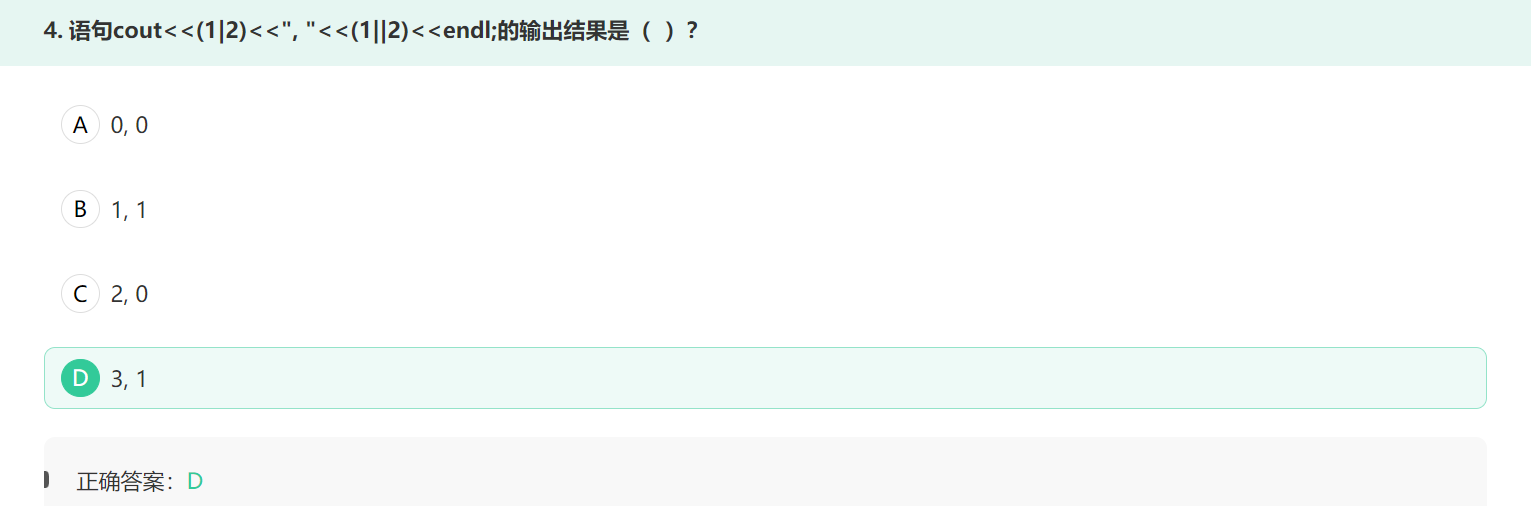 4. 语句cout<<(1|2)<<", "<<(1||2)<<endl;的输出结果是（  ）？
A 0, 0
B 1, 1
C 2, 0
D 3, 1
正确答案：D